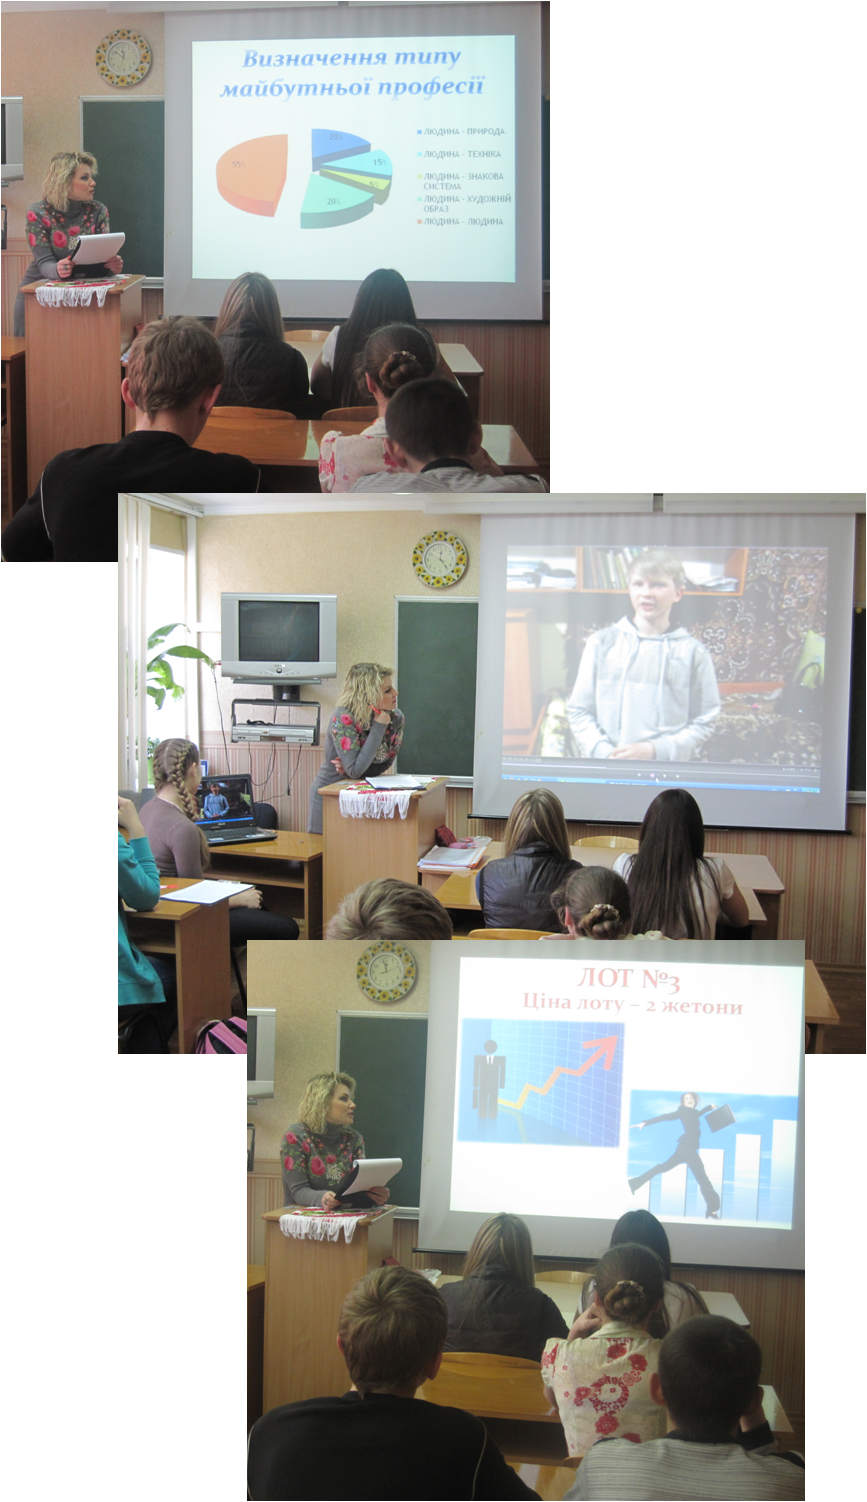 Визначення типу
майбутньої професії
20%
15%
5%
20%
55%
ЛЮДИНА - ПРИРОДА
ЛЮДИНА - ТЕХНІКА
ЛЮДИНА - ЗНАКОВА
СИСТЕМА
ЛЮДИНА - ХУДОЖНІЙ
ОБРАЗ
ЛЮДИНА - ЛЮДИНА
ЛОТ №3
Ціна лоту – 2 жетони